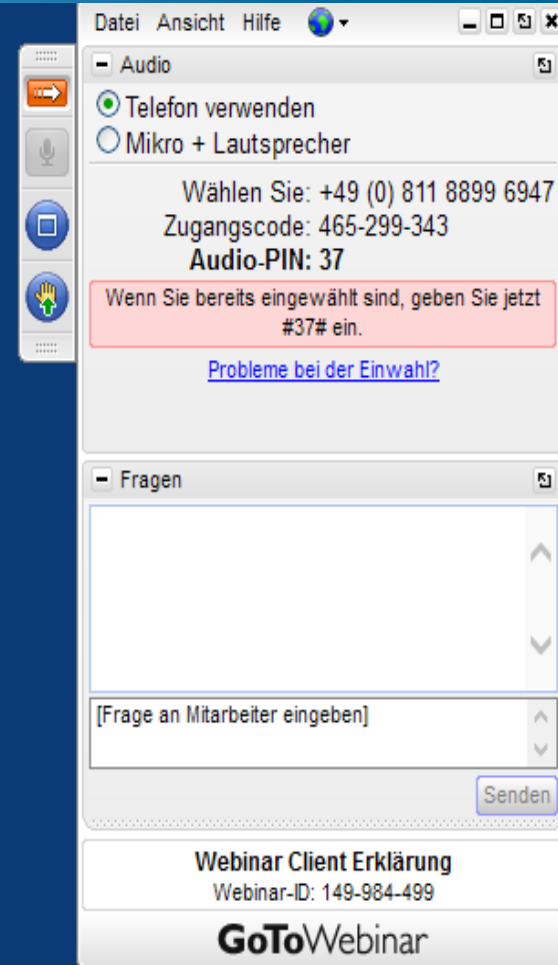 Datei Ansicht Hilfe
Audio
Telefon verwenden
Mikro + Lautsprecher
Wählen Sie: +49 (0) 811 8899 6947
Zugangscode: 465-299-343
Audio-PIN: 37
Wenn Sie bereits eingewählt sind, geben Sie jetzt
#37# ein.
Probleme bei der Einwahl?
Fragen
[Frage an Mitarbeiter eingeben]
Senden
Webinar Client Erklärung
Webinar-ID: 149-984-499
GoToWebinar